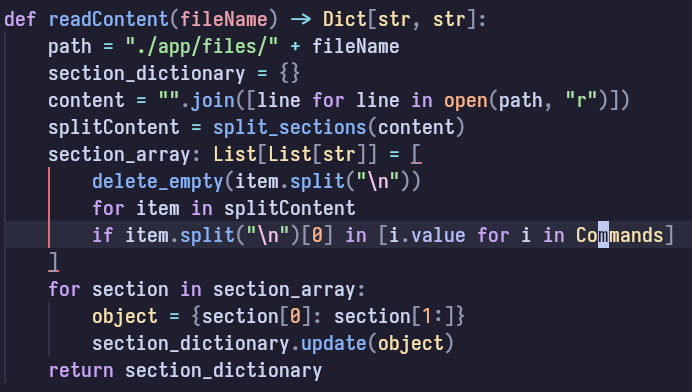 def readContent(fileName) -> Dict[str, str]:
    path = "./app/files/" + fileName
    section_dictionary = {}
    content = "".join([line for line in open(path, "r")])
    splitContent = split_sections(content)
    section_array: List[List[str]] = [
        delete_empty(item.split("\n"))
        for item in splitContent
        if item.split("\n")[0] in [i.value for i in Commands]
    ]
    for section in section_array:
        object = {section[0]: section[1:]}
        section_dictionary.update(object)
    return section_dictionary